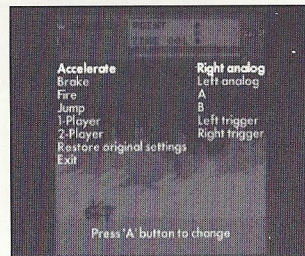 POINT
Accelerate Right analog
Brake Left analog
Fire A
Jump B
1-Player Left trigger
2-Player Right trigger
Restore original settings
Exit
Press 'A' button to change